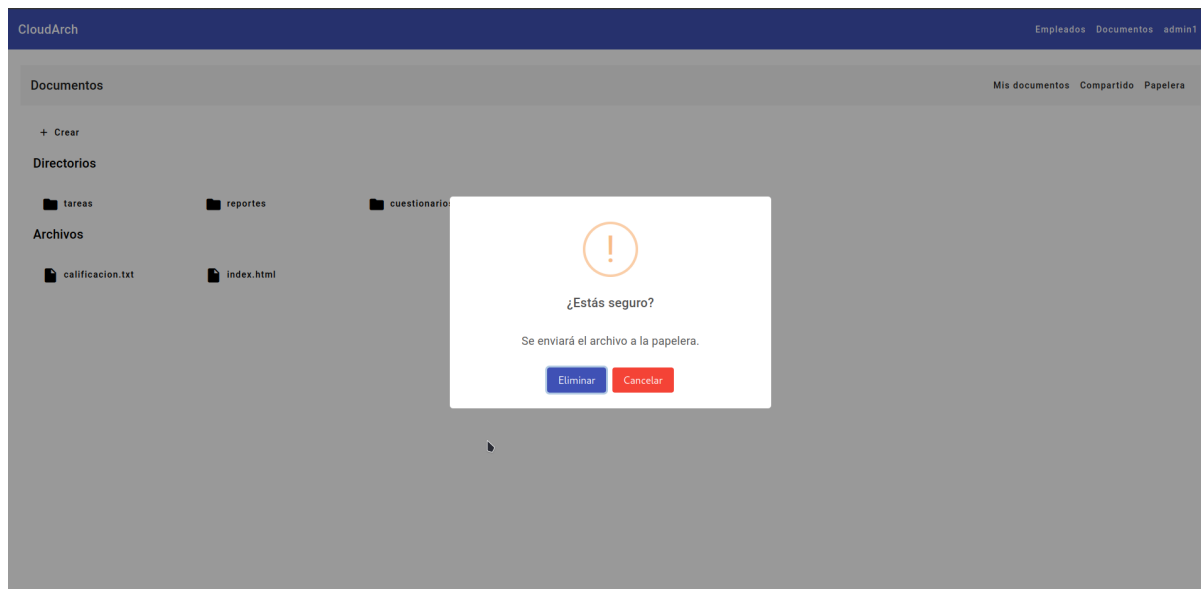 CloudArch
Empleados Documentos admin1
Documentos
Mis documentos Compartido Papelera
+ Crear
Directorios
tareas reportes cuestionarios
Archivos
calificacion.txt index.html
!
¿Estás seguro?
Se enviará el archivo a la papelera.
Eliminar Cancelar